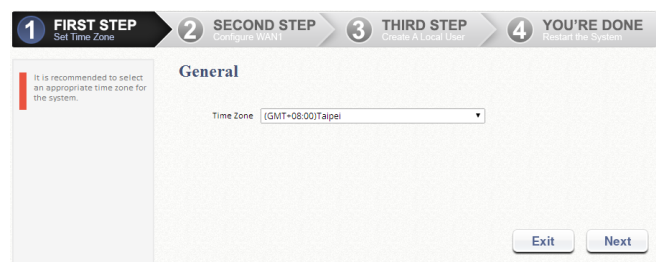 1 FIRST STEP
Set Time Zone
2 SECOND STEP
Configure WAN1
3 THIRD STEP
Create A Local User
4 YOU'RE DONE
Restart the System
It is recommended to select
an appropriate time zone for
the system.
General
Time Zone (GMT+08:00)Taipei
Exit Next